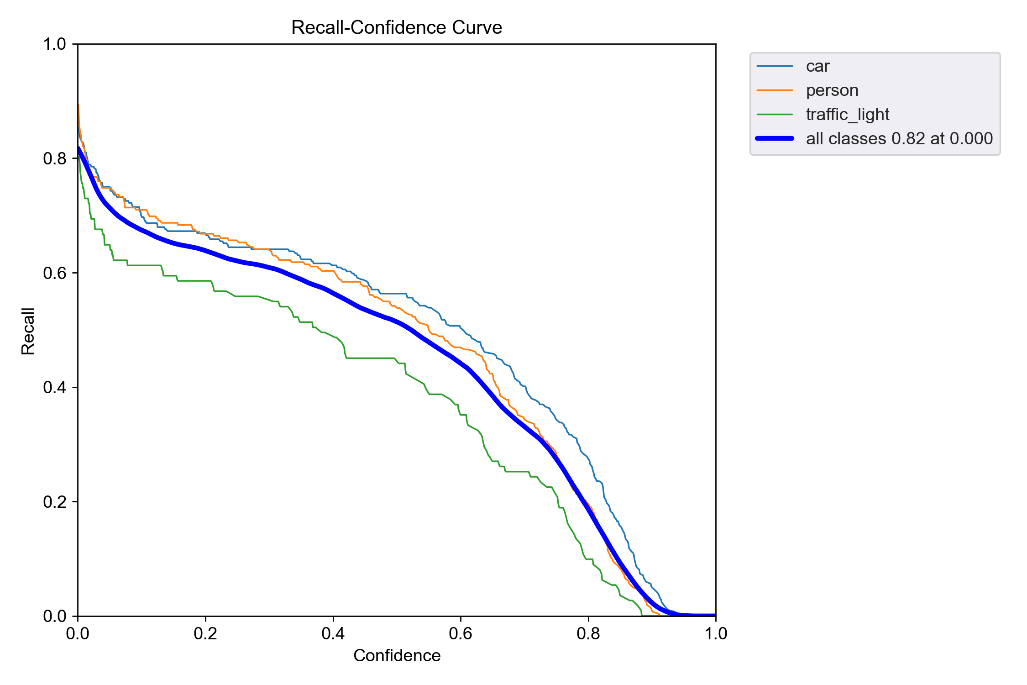 Recall-Confidence Curve
1.0
0.8
0.6
0.4
0.2
0.0
Recall
0.0 0.2 0.4 0.6 0.8 1.0
Confidence
car
person
traffic_light
all classes 0.82 at 0.000